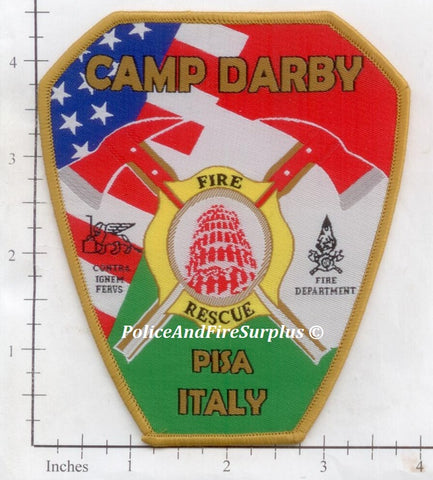 CAMP DARBY
FIRE
CONTRA
IGNEM
FERVS
FIRE
DEPARTMENT
RESCUE
PoliceAndFireSurplus ©
PISA
ITALY
4
3
2
1
Inches
1
2
3
4